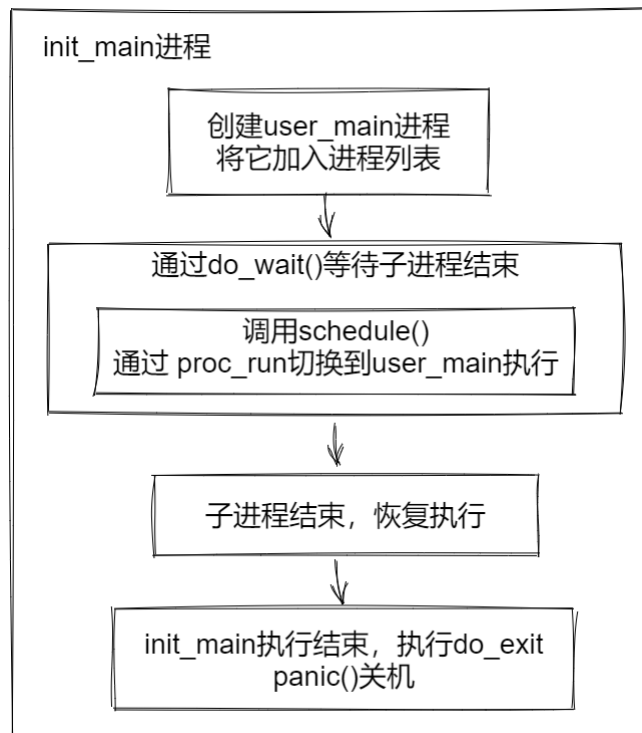 init_main进程
创建user_main进程
将它加入进程列表
通过do_wait()等待子进程结束
调用schedule()
通过 proc_run切换到user_main执行
子进程结束，恢复执行
init_main执行结束，执行do_exit
panic()关机